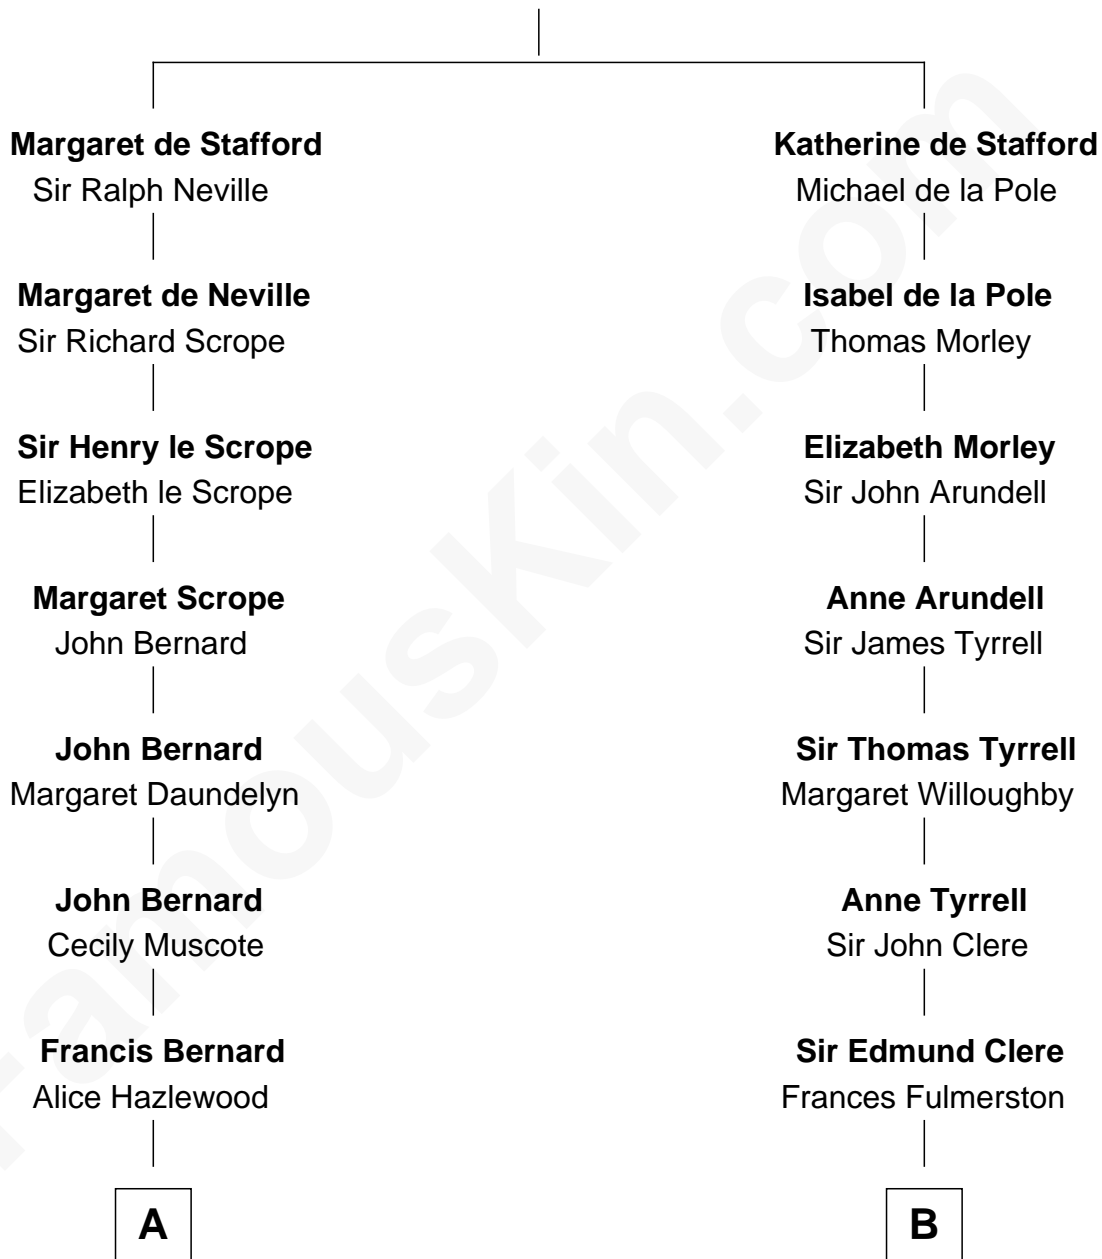 Margaret de Stafford
Sir Ralph Neville
Margaret de Neville
Sir Richard Scrope
Sir Henry le Scrope
Elizabeth le Scrope
Margaret Scrope
John Bernard
John Bernard
Margaret Daundelyn
John Bernard
Cecily Muscote
Francis Bernard
Alice Hazlewood
A
Katherine de Stafford
Michael de la Pole
Isabel de la Pole
Thomas Morley
Elizabeth Morley
Sir John Arundell
Anne Arundell
Sir James Tyrrell
Sir Thomas Tyrrell
Margaret Willoughby
Anne Tyrrell
Sir John Clere
Sir Edmund Clere
Frances Fulmerston
B
FamousKin.com